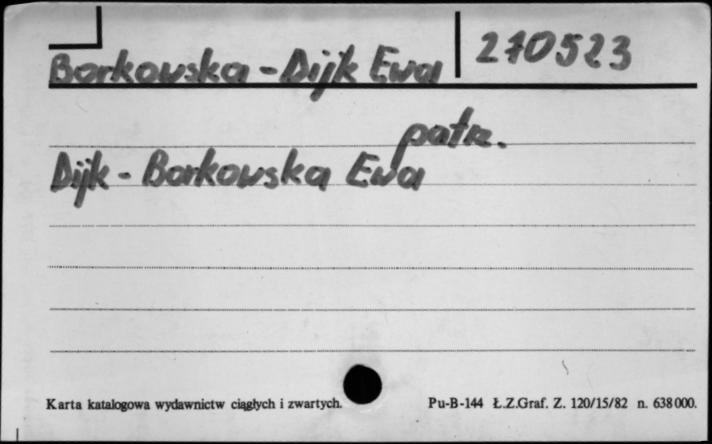 Borkowska-Dijk Ewa 270523
patrz.
Dijk-Borkowska Ewa
Karta katalogowa wydawnictw ciągłych i zwartych. Pu-B-144 Ł.Z.Graf. Z. 120/15/82 n. 638000.